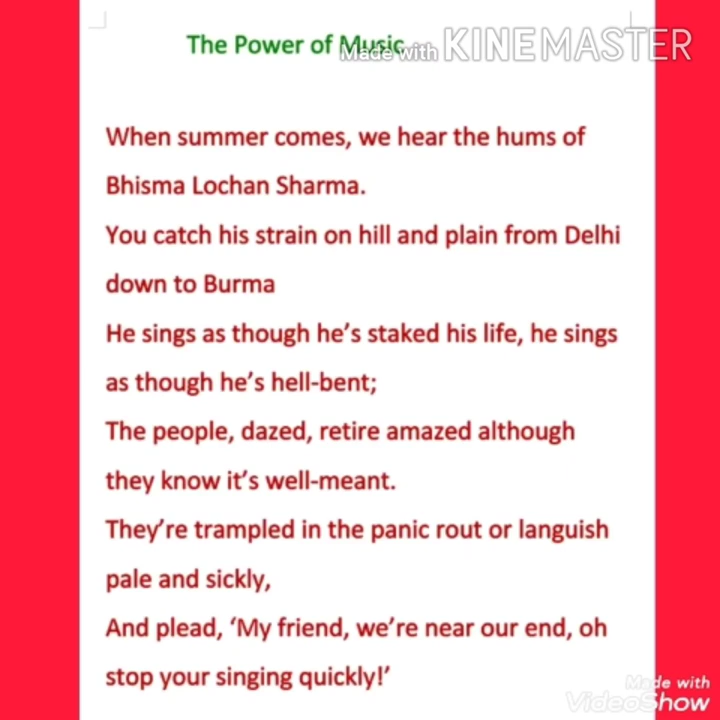 The Power of Music
Made with KINEMASTER
When summer comes, we hear the hums of
Bhisma Lochan Sharma.
You catch his strain on hill and plain from Delhi
down to Burma
He sings as though he’s staked his life, he sings
as though he’s hell-bent;
The people, dazed, retire amazed although
they know it’s well-meant.
They’re trampled in the panic rout or languish
pale and sickly,
And plead, ‘My friend, we’re near our end, oh
stop your singing quickly!’
Made with
VideoShow